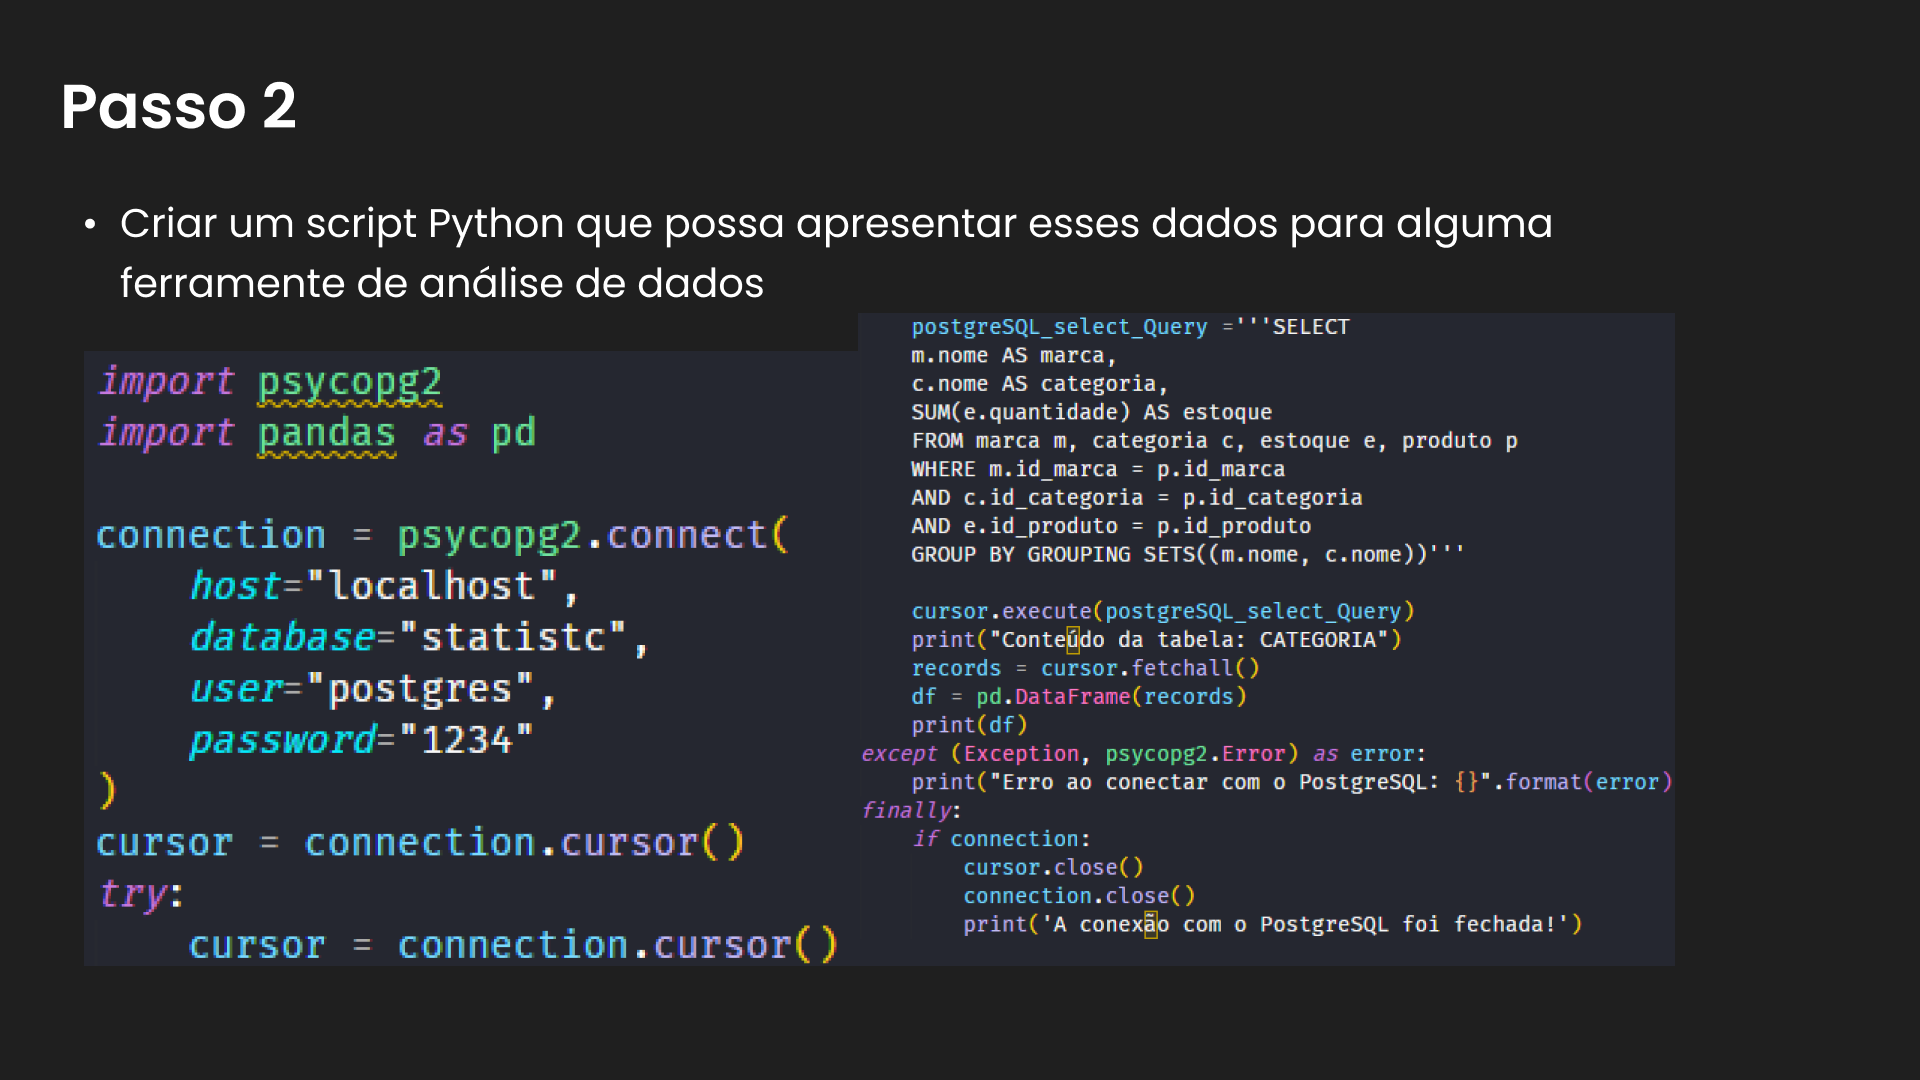 Passo 2
• Criar um script Python que possa apresentar esses dados para alguma
ferramente de análise de dados
import psycopg2
import pandas as pd
connection = psycopg2.connect(
    host="localhost",
    database="statistc",
    user="postgres",
    password="1234"
)
cursor = connection.cursor()
try:
    cursor = connection.cursor()
    postgreSQL_select_Query ='''SELECT
    m.nome AS marca,
    c.nome AS categoria,
    SUM(e.quantidade) AS estoque
    FROM marca m, categoria c, estoque e, produto p
    WHERE m.id_marca = p.id_marca
    AND c.id_categoria = p.id_categoria
    AND e.id_produto = p.id_produto
    GROUP BY GROUPING SETS((m.nome, c.nome))'''
    cursor.execute(postgreSQL_select_Query)
    print("Conteúdo da tabela: CATEGORIA")
    records = cursor.fetchall()
    df = pd.DataFrame(records)
    print(df)
except (Exception, psycopg2.Error) as error:
    print("Erro ao conectar com o PostgreSQL: {}".format(error)
finally:
    if connection:
        cursor.close()
        connection.close()
        print('A conexão com o PostgreSQL foi fechada!')